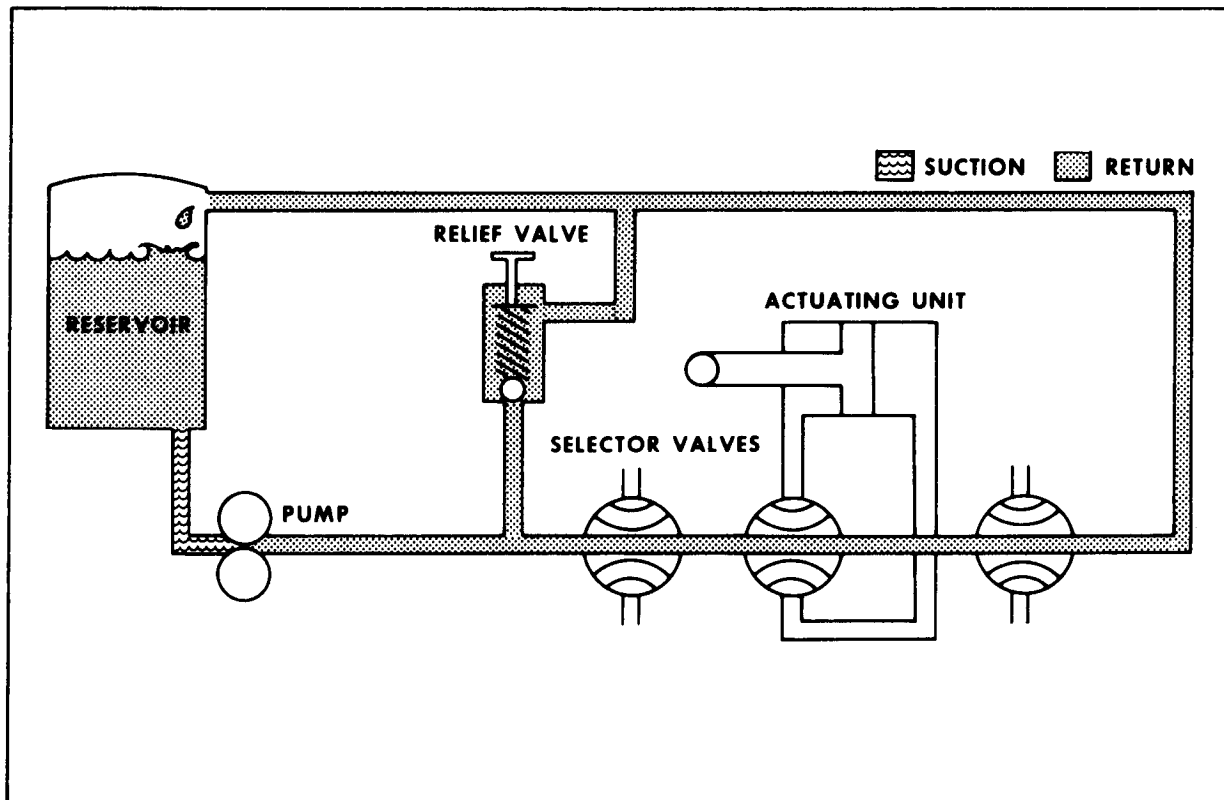 SUCTION
RETURN
RELIEF VALVE
ACTUATING UNIT
RESERVOIR
SELECTOR VALVES
PUMP